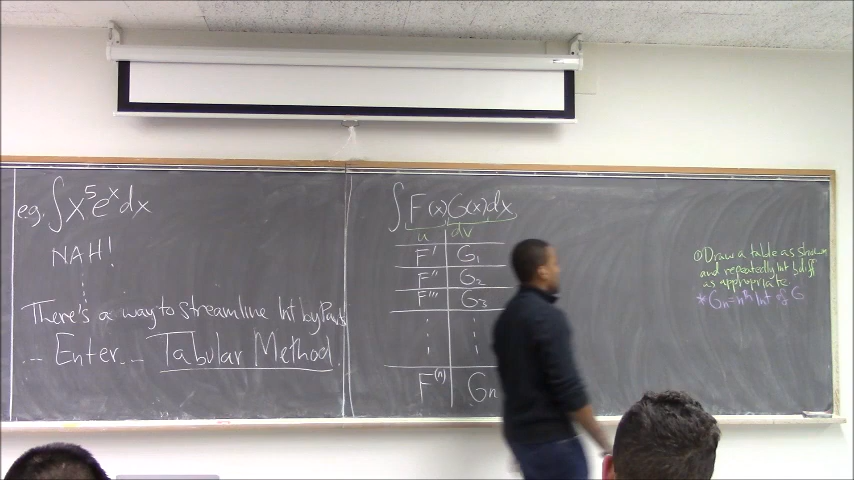 e.g. ∫x⁵eˣdx
NAH!
There's a way to streamline Int by Parts
... Enter... Tabular Method.
∫F(x)G(x)dx
u dv
F' G₁
F'' G₂
F''' G₃
F⁽ⁿ⁾ Gₙ
① Draw a table as shown
and repeatedly int & diff
as appropriate
* Gₙ = nᵗʰ Int of G